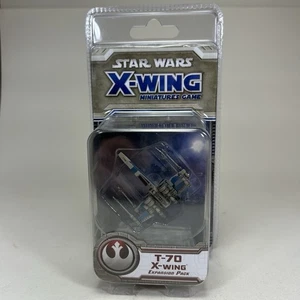 STAR WARS
X-WING
MINIATURES GAME
T-70
X-WING
EXPANSION PACK